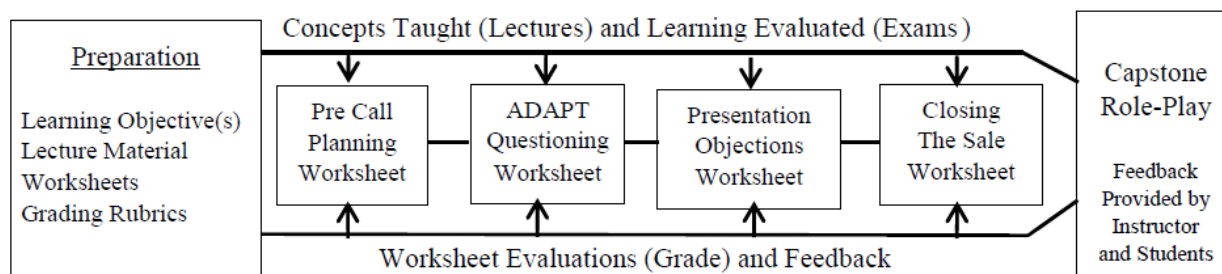 Concepts Taught (Lectures) and Learning Evaluated (Exams)
Preparation
Learning Objective(s)
Lecture Material
Worksheets
Grading Rubrics
Pre Call
Planning
Worksheet
ADAPT
Questioning
Worksheet
Presentation
Objections
Worksheet
Closing
The Sale
Worksheet
Capstone
Role-Play
Feedback
Provided by
Instructor
and Students
Worksheet Evaluations (Grade) and Feedback